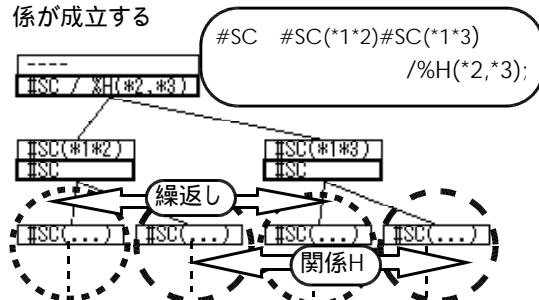 係が成立する
#SC #SC(*1*2)#SC(*1*3)
/%H(*2,*3);
----
#SC / %H(*2,*3)
#SC(*1*2)
#SC
#SC(*1*3)
#SC
繰返し
#SC(...)
#SC(...)
#SC(...)
#SC(...)
関係H